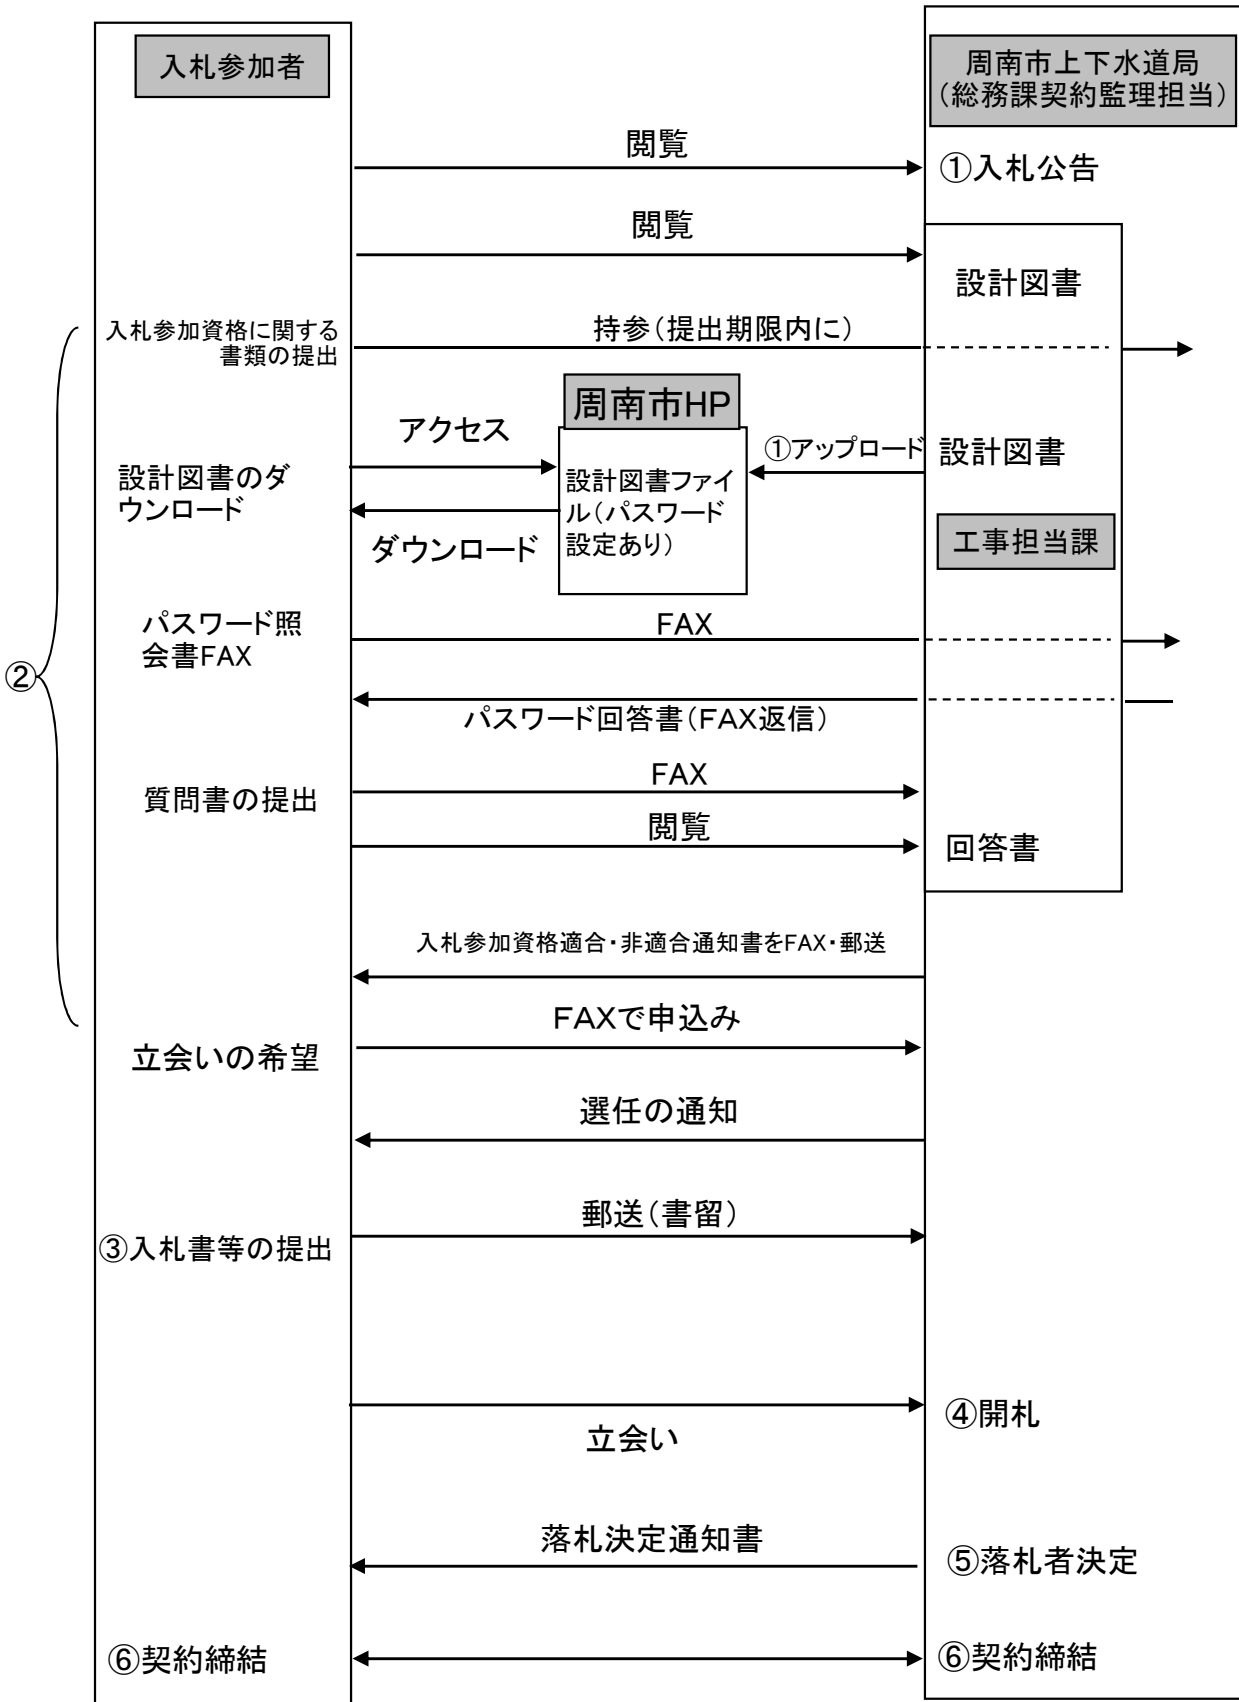 入札参加者
周南市上下水道局
(総務課契約監理担当)
閲覧
①入札公告
閲覧
設計図書
入札参加資格に関する
書類の提出
持参(提出期限内に)
周南市HP
アクセス
①アップロード
設計図書
設計図書のダ
ウンロード
設計図書ファイ
ル(パスワード
設定あり)
ダウンロード
工事担当課
パスワード照
会書FAX
FAX
②
パスワード回答書(FAX返信)
質問書の提出
FAX
閲覧
回答書
入札参加資格適合・非適合通知書をFAX・郵送
FAXで申込み
立会いの希望
選任の通知
郵送(書留)
③入札書等の提出
④開札
立会い
落札決定通知書
⑤落札者決定
⑥契約締結
⑥契約締結